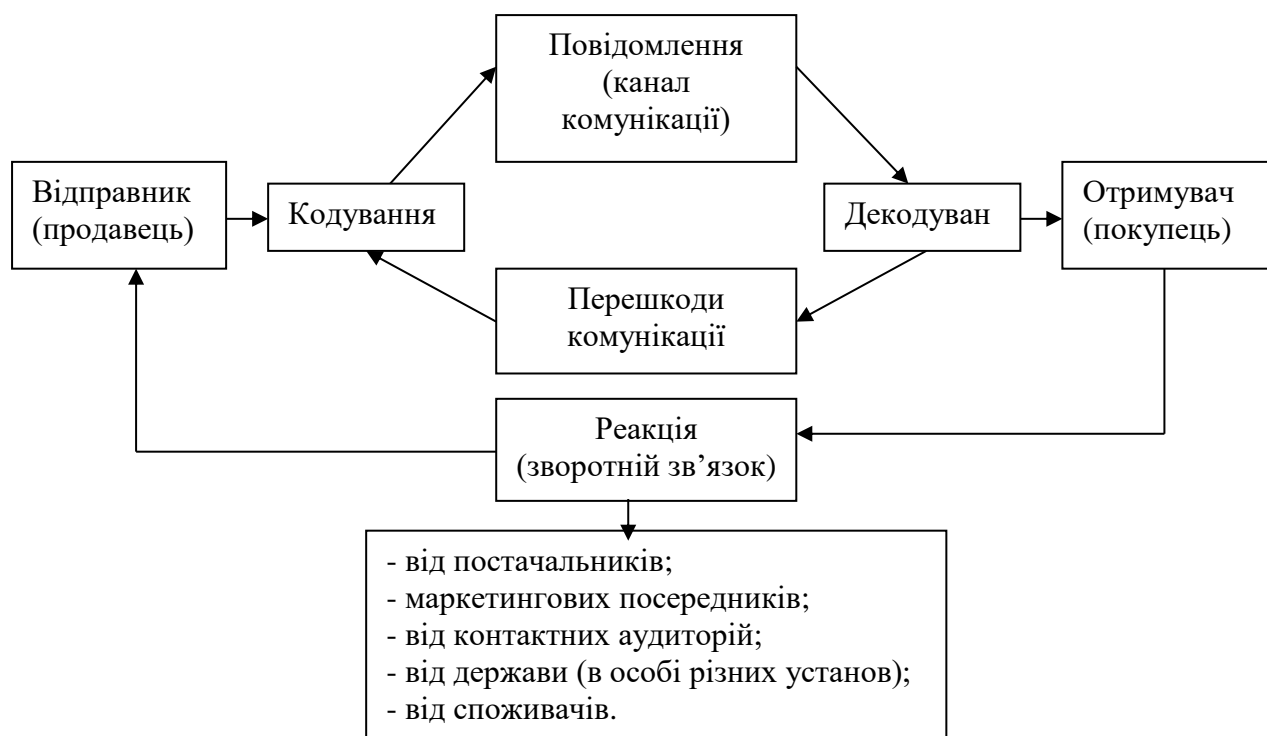 Повідомлення
(канал
комунікації)
Відправник
(продавець)
Кодування
Декодуван
Отримувач
(покупець)
Перешкоди
комунікації
Реакція
(зворотній зв’язок)
- від постачальників;
- маркетингових посередників;
- від контактних аудиторій;
- від держави (в особі різних установ);
- від споживачів.